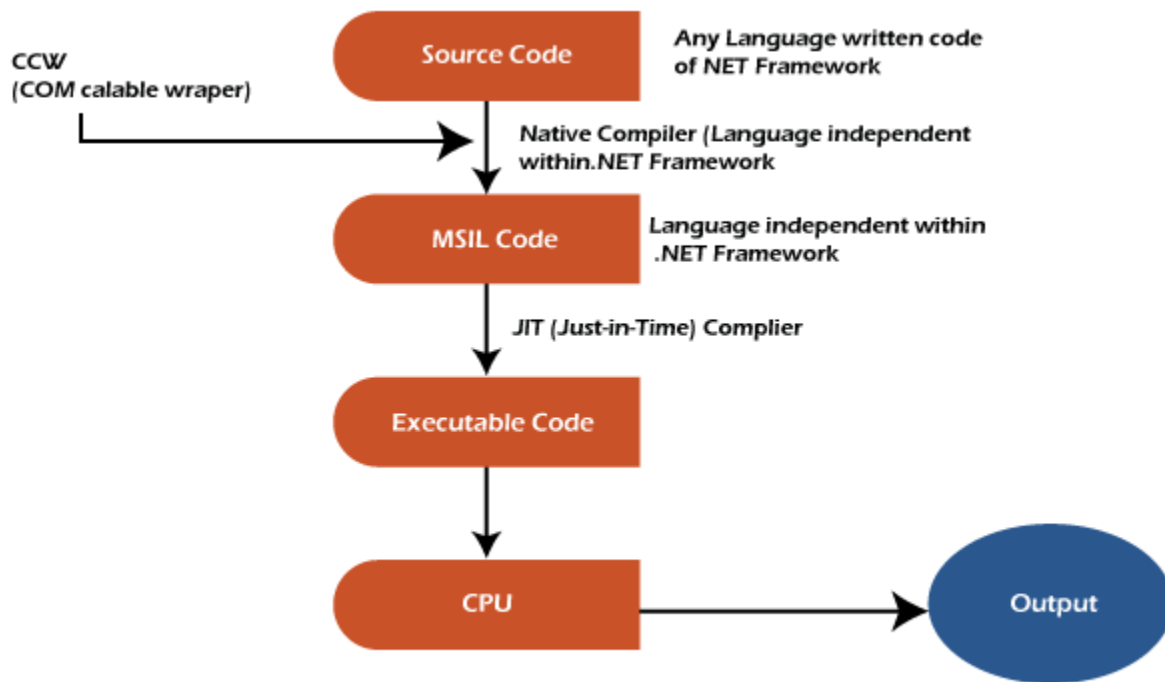 Source Code
Any Language written code
of NET Framework
CCW
(COM calable wraper)
Native Compiler (Language independent
within.NET Framework
MSIL Code
Language independent within
.NET Framework
JIT (Just-in-Time) Complier
Executable Code
CPU
Output